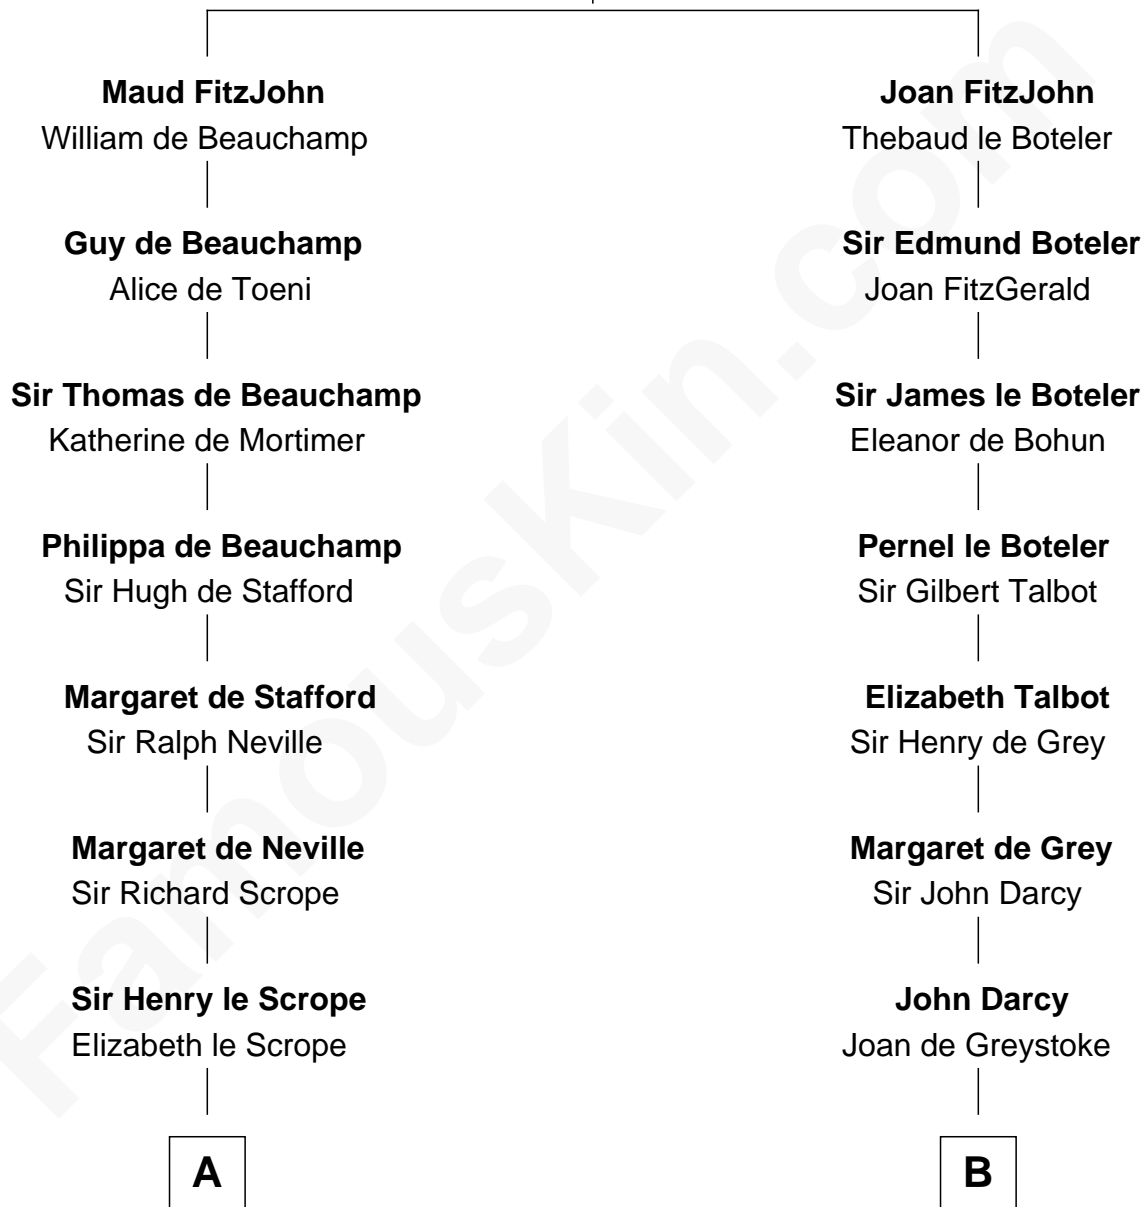 Maud FitzJohn
William de Beauchamp
Guy de Beauchamp
Alice de Toeni
Sir Thomas de Beauchamp
Katherine de Mortimer
Philippa de Beauchamp
Sir Hugh de Stafford
Margaret de Stafford
Sir Ralph Neville
Margaret de Neville
Sir Richard Scrope
Sir Henry le Scrope
Elizabeth le Scrope
A
Joan FitzJohn
Thebaud le Boteler
Sir Edmund Boteler
Joan FitzGerald
Sir James le Boteler
Eleanor de Bohun
Pernel le Boteler
Sir Gilbert Talbot
Elizabeth Talbot
Sir Henry de Grey
Margaret de Grey
Sir John Darcy
John Darcy
Joan de Greystoke
B
FamousKin.com